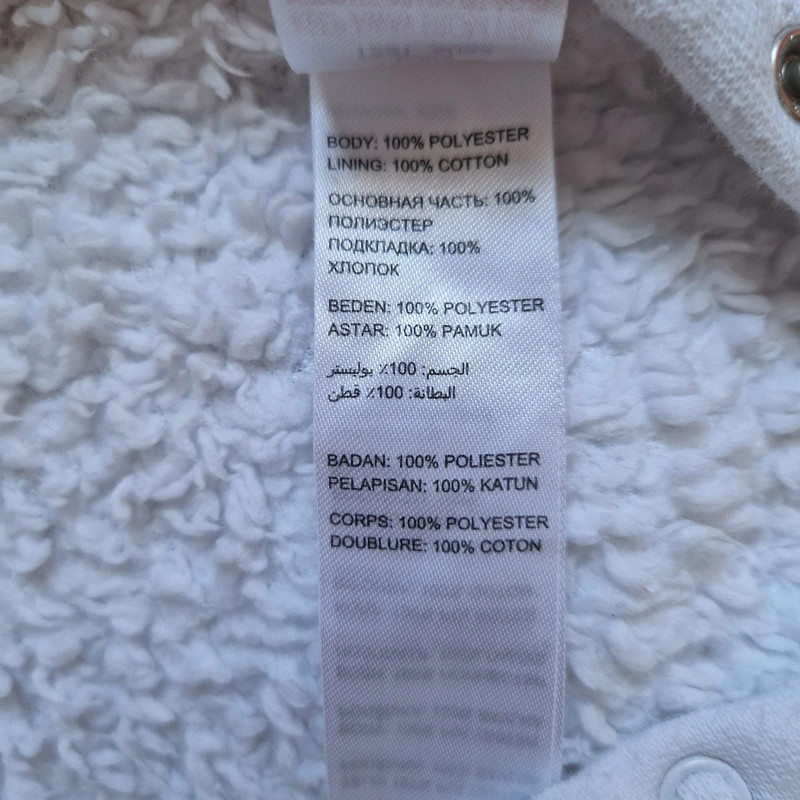 BODY: 100% POLYESTER
LINING: 100% COTTON
ОСНОВНАЯ ЧАСТЬ: 100%
ПОЛИЭСТЕР
ПОДКЛАДКА: 100%
ХЛОПОК
BEDEN: 100% POLYESTER
ASTAR: 100% PAMUK
الجسم: 100٪ بوليستر
البطانة: 100٪ قطن
BADAN: 100% POLIESTER
PELAPISAN: 100% KATUN
CORPS: 100% POLYESTER
DOUBLURE: 100% COTON